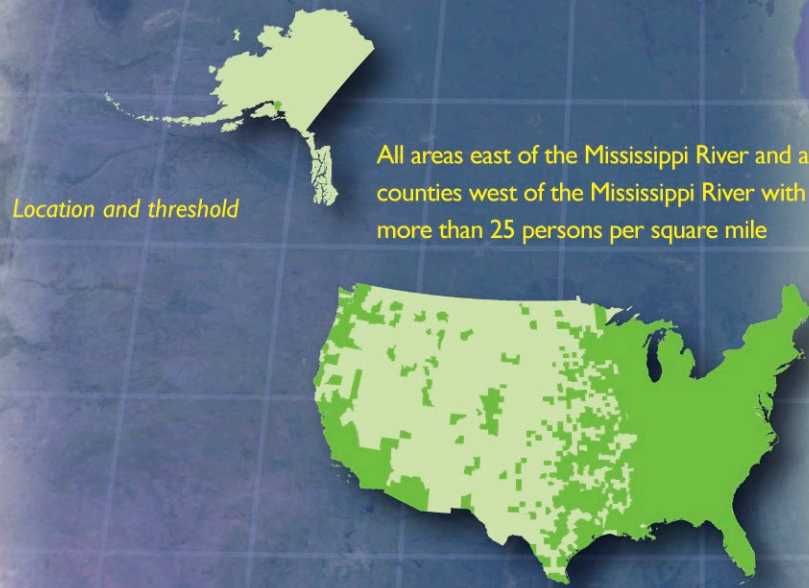 Location and threshold
All areas east of the Mississippi River and a
counties west of the Mississippi River with
more than 25 persons per square mile